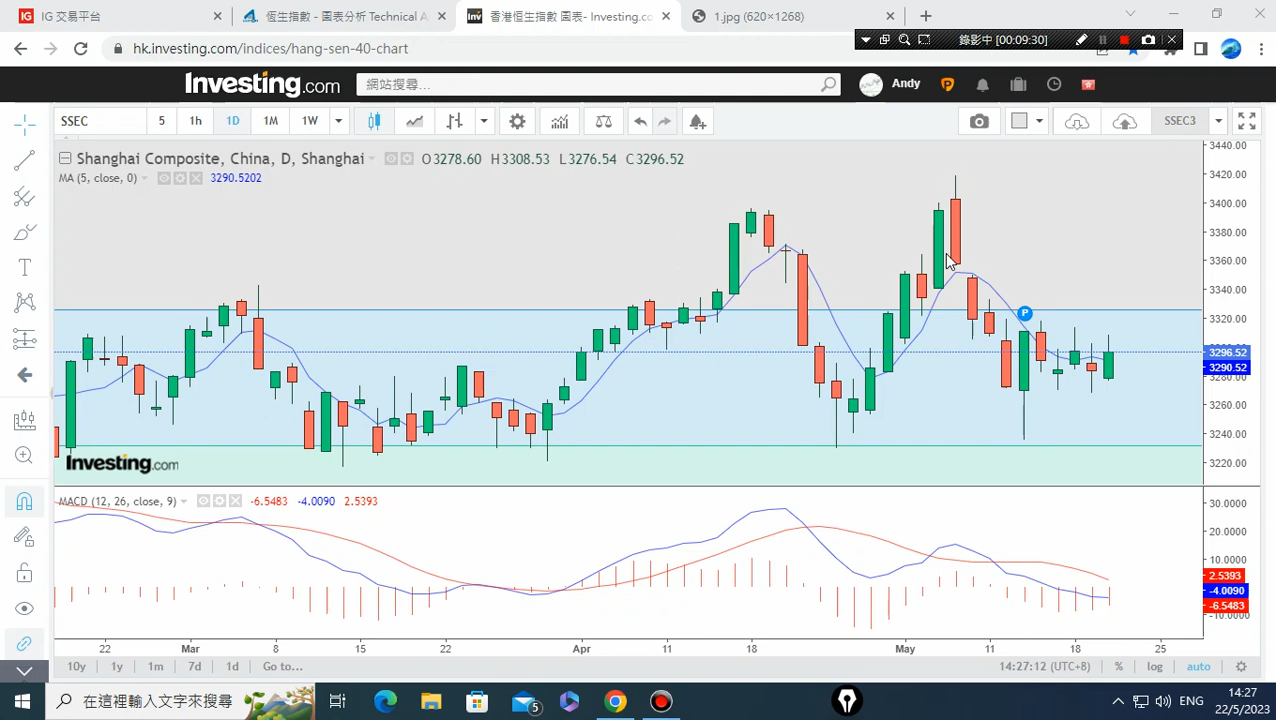 IG 交易平台
恆生指數 - 圖表分析 Technical A
香港恒生指數 圖表- Investing.co
1.jpg (620×1268)
錄影中 [00:09:30]
hk.investing.com/indices/hang-sen-40-chart
Investing.com
網站搜尋...
Andy
SSEC
5
1h
1D
1M
1W
SSEC3
Shanghai Composite, China, D, Shanghai
O3278.60 H3308.53 L3276.54 C3296.52
MA (5, close, 0)
3290.5202
3440.00
3420.00
3400.00
3380.00
3360.00
3340.00
3320.00
3296.52
3290.52
3280.00
3260.00
3240.00
3220.00
P
Investing.com
MACD (12, 26, close, 9)
-6.5483 -4.0090 2.5393
30.0000
20.0000
10.0000
2.5393
-4.0090
-6.5483
22 Mar 8 15 22 Apr 11 18 May 11 18 25
10y 1y 1m 7d 1d Go to...
14:27:12 (UTC+8) % log auto
在這裡輸入文字來搜尋
5
ENG
14:27
22/5/2023